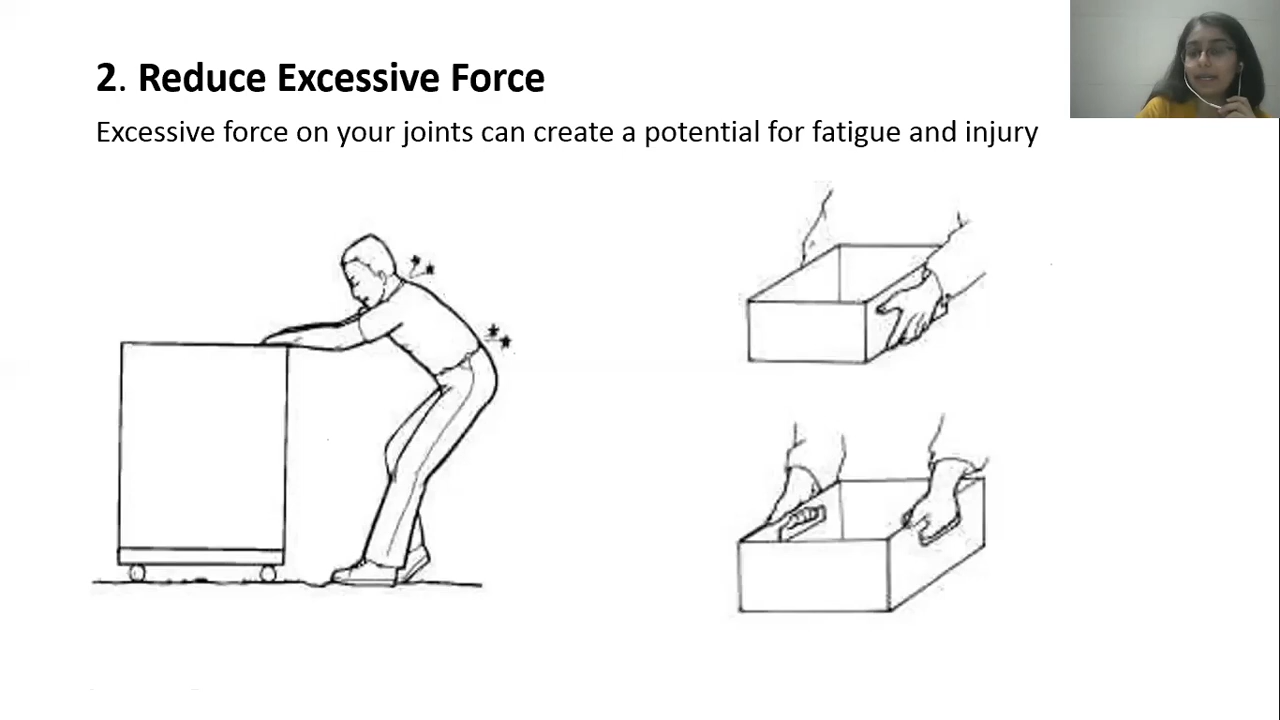 2. Reduce Excessive Force
Excessive force on your joints can create a potential for fatigue and injury